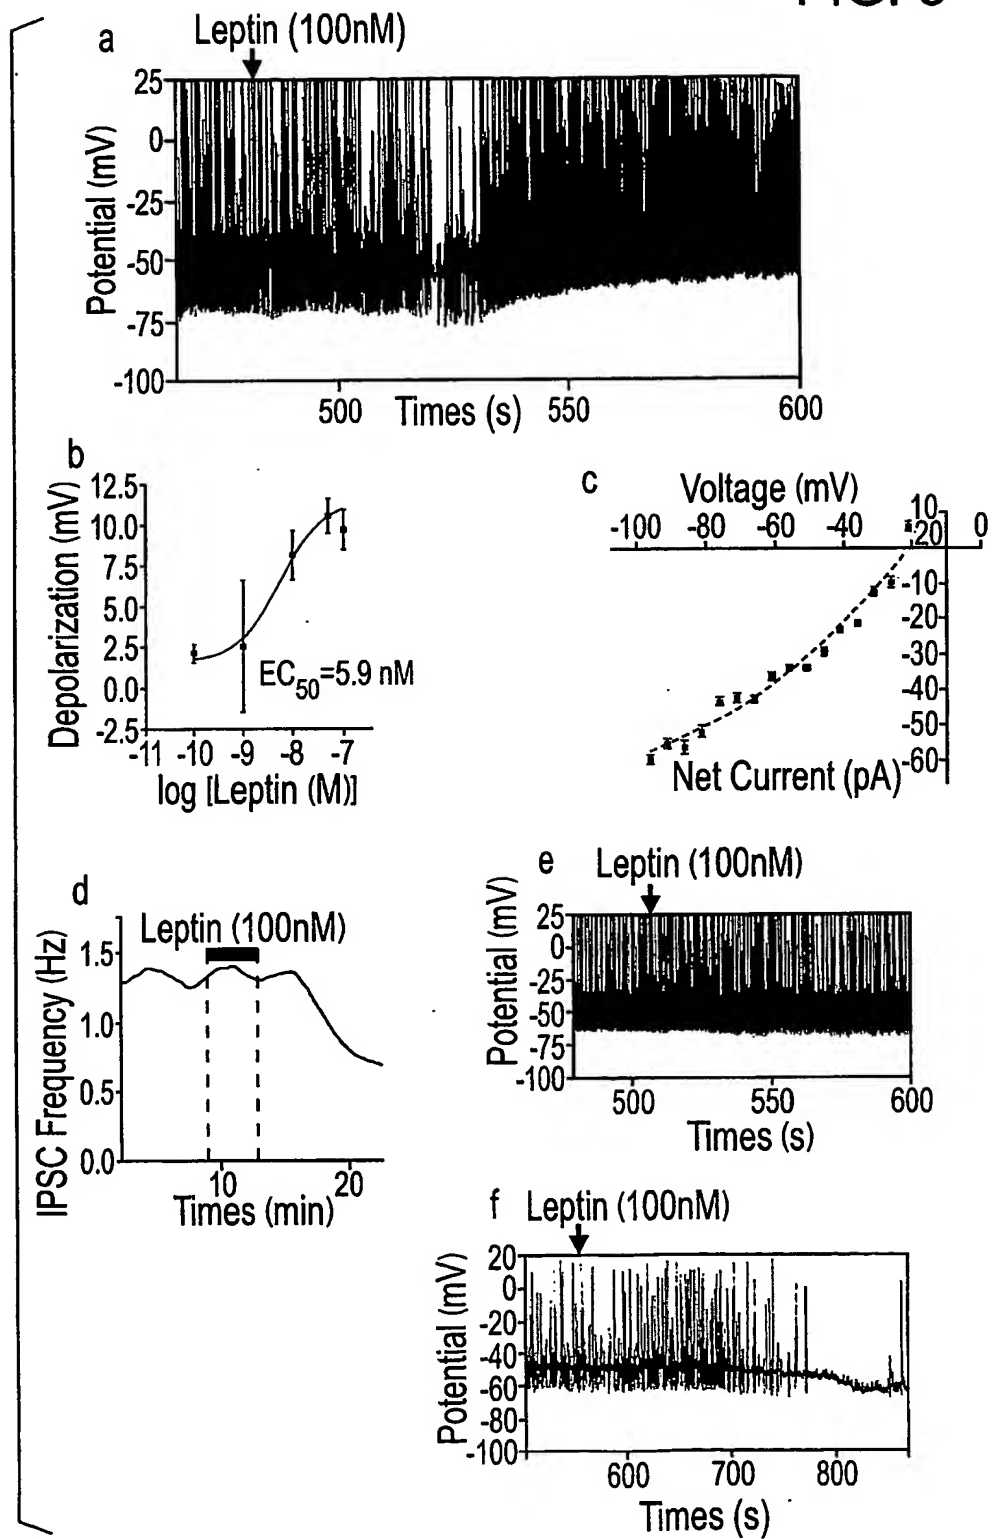 a
Leptin (100nM)
Potential (mV)
25
0
-25
-50
-75
-100
500
550
600
Times (s)
b
Depolarization (mV)
12.5
10.0
7.5
5.0
2.5
0.0
-2.5
EC50=5.9 nM
-11 -10 -9 -8 -7
log [Leptin (M)]
c
Voltage (mV)
-100 -80 -60 -40 -20 0
10
-10
-20
-30
-40
-50
-60
Net Current (pA)
d
Leptin (100nM)
IPSC Frequency (Hz)
1.5
1.0
0.5
0.0
10 20
Times (min)
e
Leptin (100nM)
Potential (mV)
25
0
-25
-50
-75
-100
500 550 600
Times (s)
f
Leptin (100nM)
Potential (mV)
20
0
-20
-40
-60
-80
-100
600 700 800
Times (s)